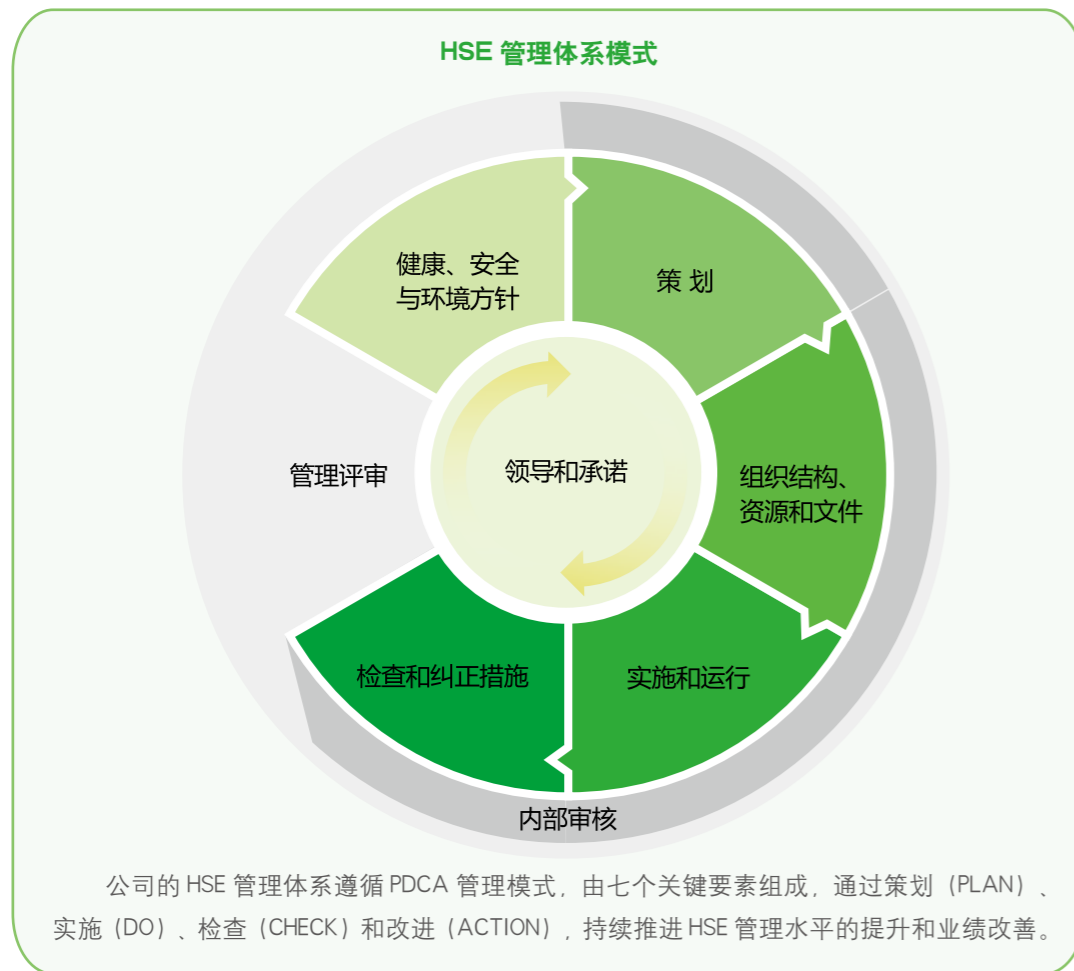 HSE 管理体系模式
健康、安全
与环境方针
策 划
组织结构、
资源和文件
实施和运行
检查和纠正措施
管理评审
领导和承诺
内部审核
公司的 HSE 管理体系遵循 PDCA 管理模式，由七个关键要素组成，通过策划（PLAN）、
实施（DO）、检查（CHECK）和改进（ACTION），持续推进 HSE 管理水平的提升和业绩改善。